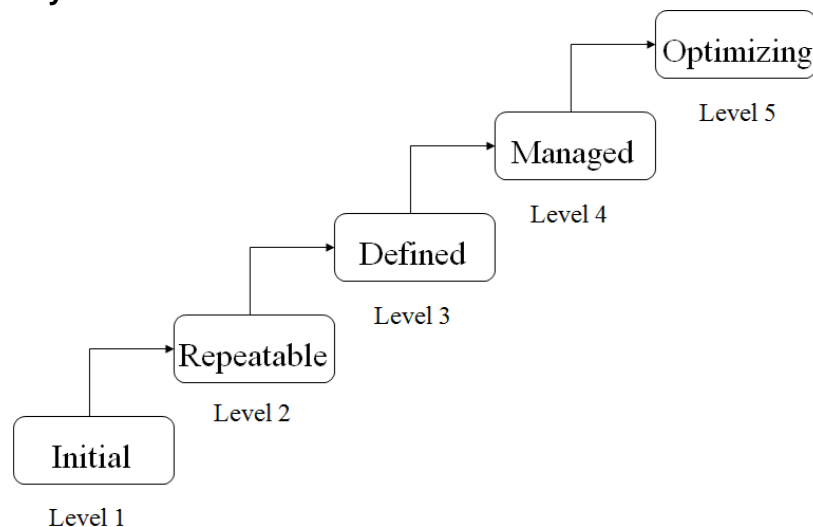 Optimizing
Level 5
Managed
Level 4
Defined
Level 3
Repeatable
Level 2
Initial
Level 1